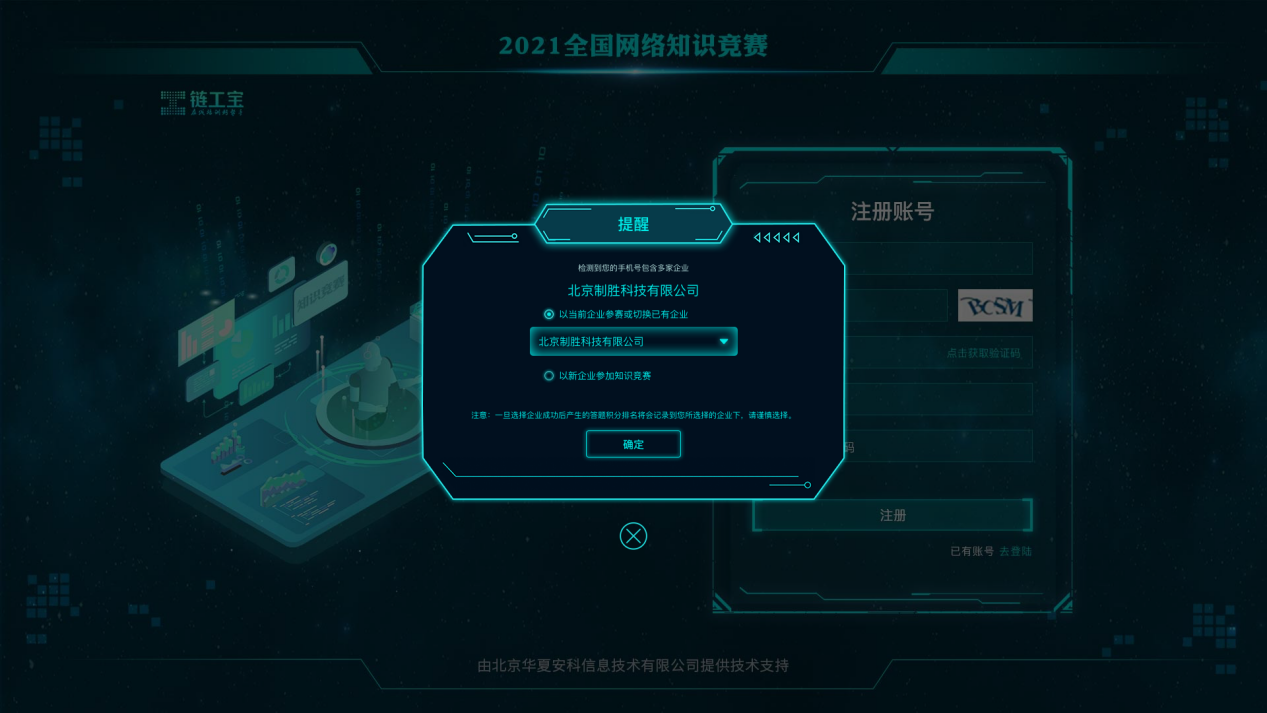 2021全国网络知识竞赛
链工宝
注册账号
提醒
检测到您的手机号包含多家企业
北京制胜科技有限公司
以当前企业参赛或切换已有企业
北京制胜科技有限公司
以新企业参加知识竞赛
注意：一旦选择企业成功后产生的答题积分排名将会记录到您所选择的企业下，请谨慎选择。
确定
知识竞赛
BCSM
点击获取验证码
码
注册
已有账号 去登陆
由北京华夏安科信息技术有限公司提供技术支持